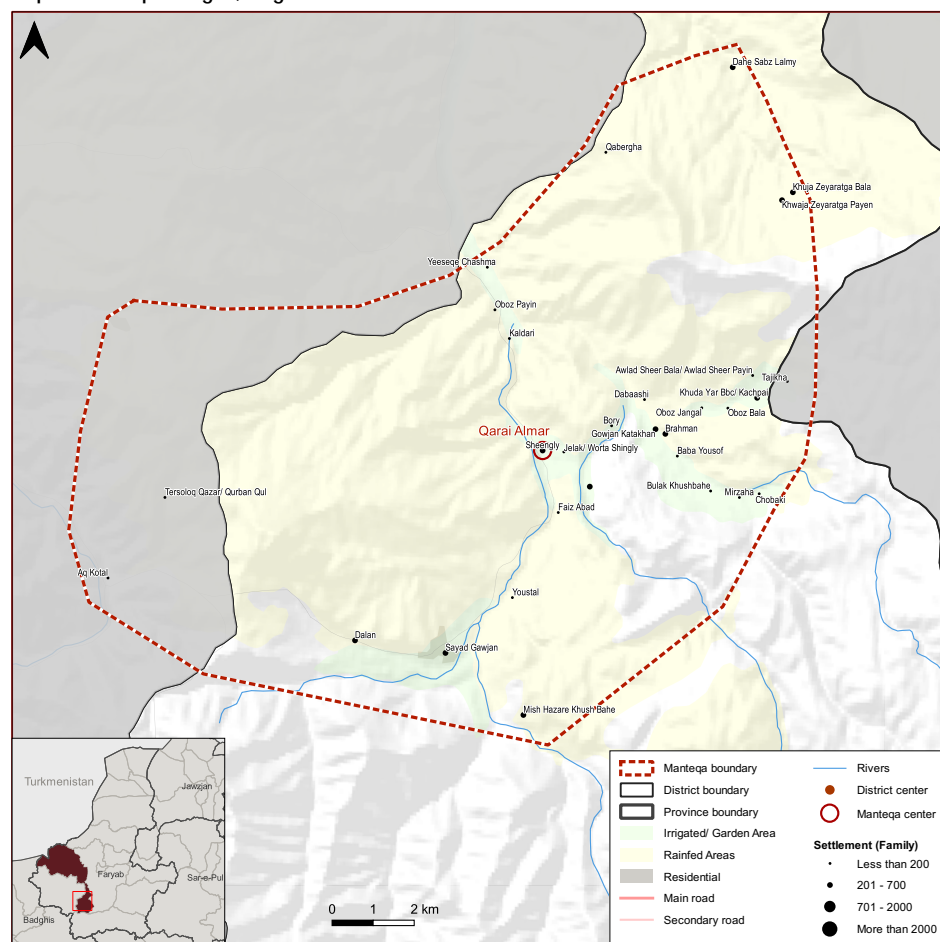 Dahe Sabz Lalmy
Qabergha
Khuja Zeyaratga Bala
Khwaja Zeyaratga Payen
Yeeseqe Chashma
Oboz Payin
Kaldari
Awlad Sheer Bala/ Awlad Sheer Payin
Tajikha
Dabaashi
Khuda Yar Bbc/ Kachpai
Oboz Jangal
Oboz Bala
Bory
Qarai Almar
Gowjan Katakhan
Brahman
Sheengly
Jelak/ Worta Shingly
Baba Yousof
Tersoloq Qazar/ Qurban Qul
Bulak Khushbahe
Mirzaha
Chobaki
Faiz Abad
Aq Kotal
Youstal
Dalan
Sayad Gawjan
Mish Hazare Khush Bahe
Turkmenistan
Jawzjan
Faryab
Sar-e-Pul
Badghis
0 1 2 km
Manteqa boundary
District boundary
Province boundary
Irrigated/ Garden Area
Rainfed Areas
Residential
Main road
Secondary road
Rivers
District center
Manteqa center
Settlement (Family)
Less than 200
201 - 700
701 - 2000
More than 2000